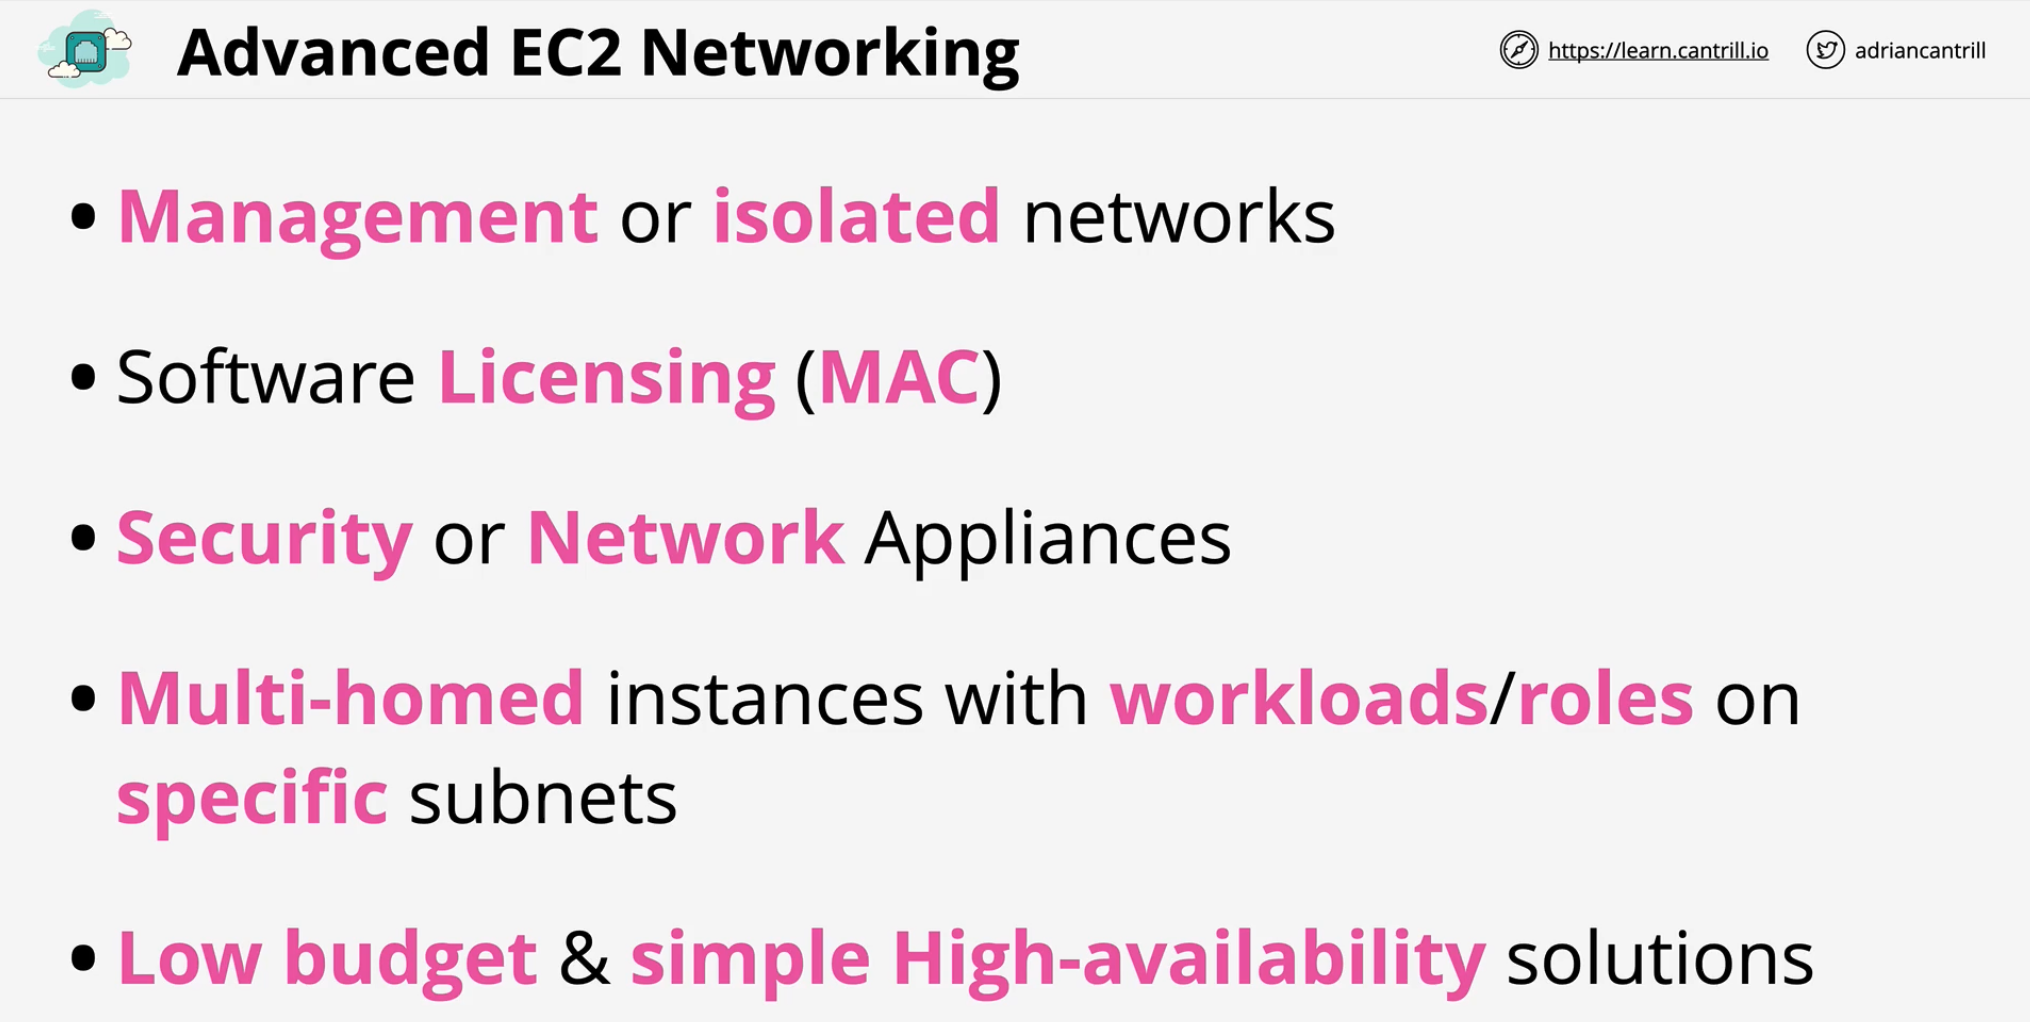 Advanced EC2 Networking
https://learn.cantrill.io
adriancantrill
• Management or isolated networks
• Software Licensing (MAC)
• Security or Network Appliances
• Multi-homed instances with workloads/roles on
specific subnets
• Low budget & simple High-availability solutions